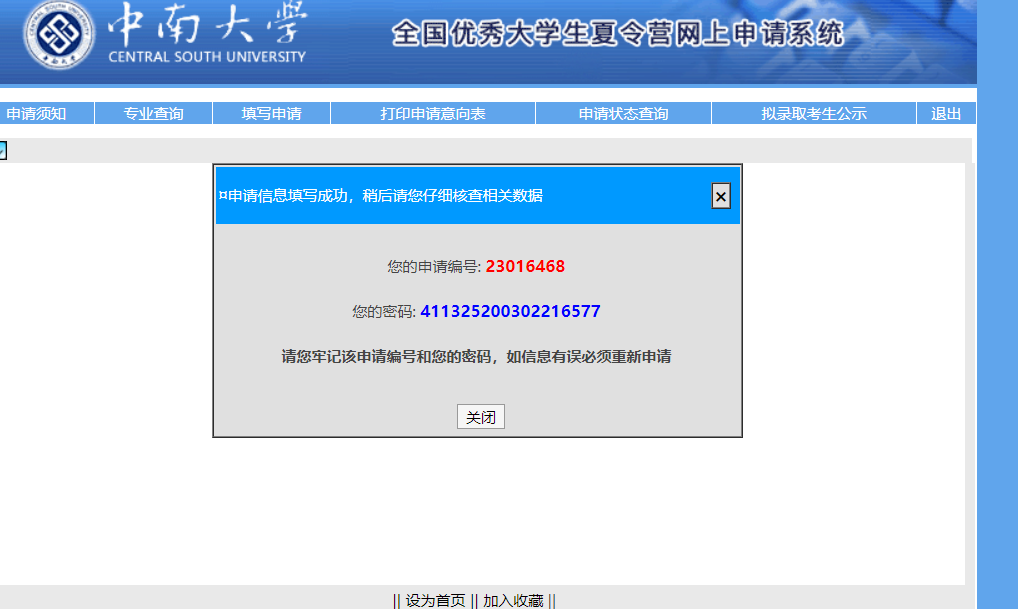 中南大学
CENTRAL SOUTH UNIVERSITY
全国优秀大学生夏令营网上申请系统
申请须知 专业查询 填写申请 打印申请意向表 申请状态查询 拟录取考生公示 退出
¤申请信息填写成功，稍后请您仔细核查相关数据
您的申请编号: 23016468
您的密码: 411325200302216577
请您牢记该申请编号和您的密码，如信息有误必须重新申请
关闭
|| 设为首页 || 加入收藏 ||